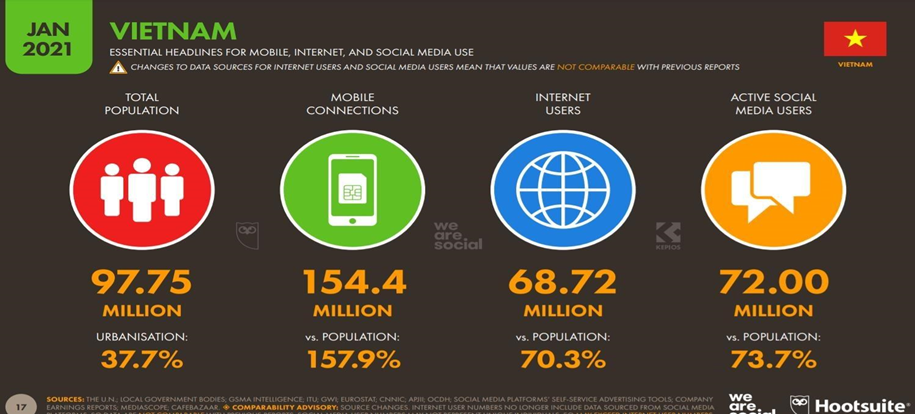 JAN
2021
VIETNAM
ESSENTIAL HEADLINES FOR MOBILE, INTERNET, AND SOCIAL MEDIA USE
CHANGES TO DATA SOURCES FOR INTERNET USERS AND SOCIAL MEDIA USERS MEAN THAT VALUES ARE NOT COMPARABLE WITH PREVIOUS REPORTS
VIETNAM
TOTAL
POPULATION
MOBILE
CONNECTIONS
INTERNET
USERS
ACTIVE SOCIAL
MEDIA USERS
we
are
social
KEPIOS
97.75
MILLION
URBANISATION:
37.7%
154.4
MILLION
vs. POPULATION:
157.9%
68.72
MILLION
vs. POPULATION:
70.3%
72.00
MILLION
vs. POPULATION:
73.7%
17
SOURCES: THE U.N.; LOCAL GOVERNMENT BODIES; GSMA INTELLIGENCE; ITU; GWI; EUROSTAT; CNNIC; APJII; OCDH; SOCIAL MEDIA PLATFORMS' SELF-SERVICE ADVERTISING TOOLS; COMPANY
EARNINGS REPORTS; MEDIASCOPE; CAFEBAZAAR. COMPARABILITY ADVISORY: SOURCE CHANGES. INTERNET USER NUMBERS NO LONGER INCLUDE DATA SOURCED FROM SOCIAL MEDIA
we
are
social
Hootsuite